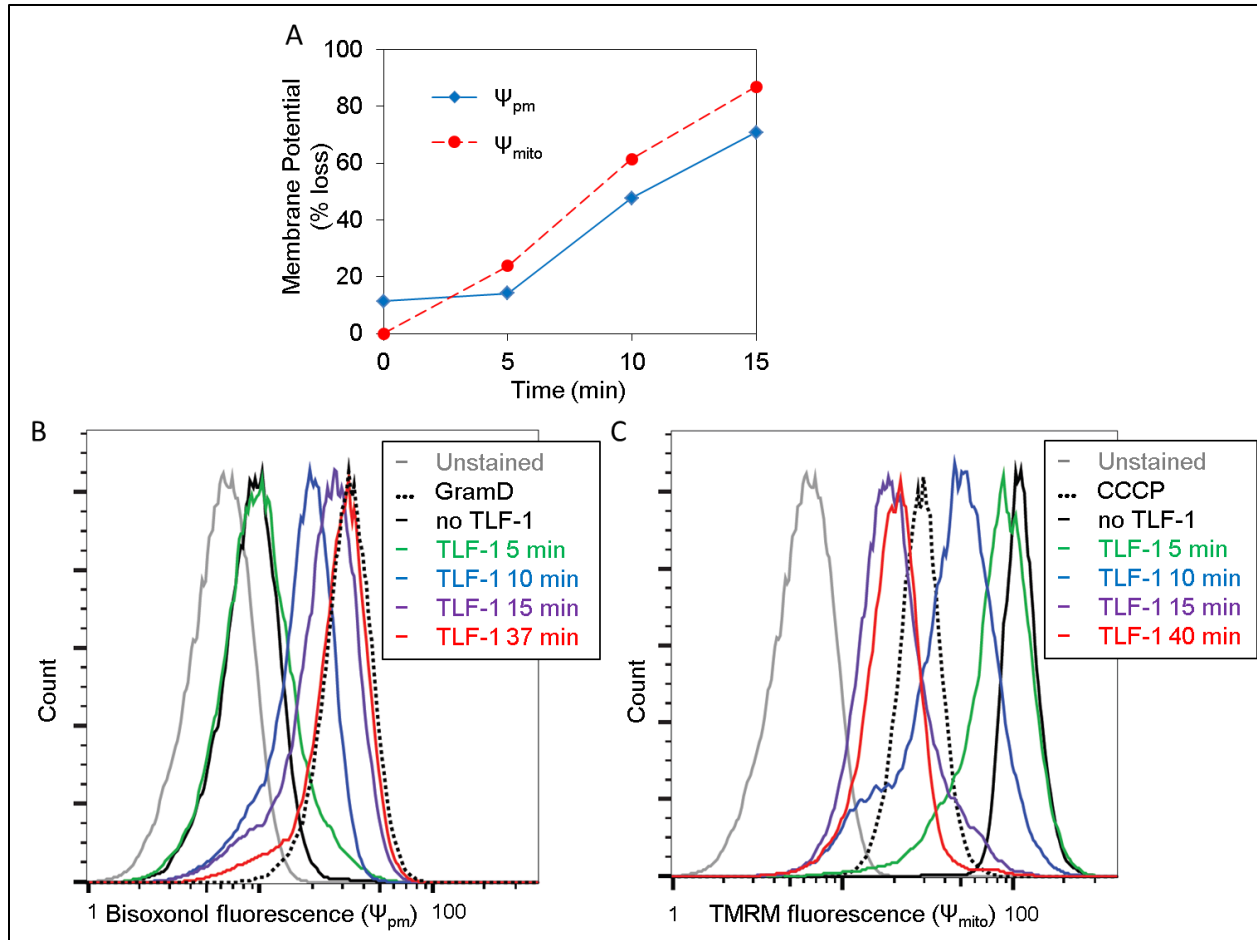 A
Membrane Potential
(% loss)
100
80
60
40
20
0
Ψpm
Ψmito
0 5 10 15
Time (min)
B
Unstained
GramD
no TLF-1
TLF-1 5 min
TLF-1 10 min
TLF-1 15 min
TLF-1 37 min
Count
1 Bisoxonol fluorescence (Ψpm) 100
C
Unstained
CCCP
no TLF-1
TLF-1 5 min
TLF-1 10 min
TLF-1 15 min
TLF-1 40 min
Count
1 TMRM fluorescence (Ψmito) 100